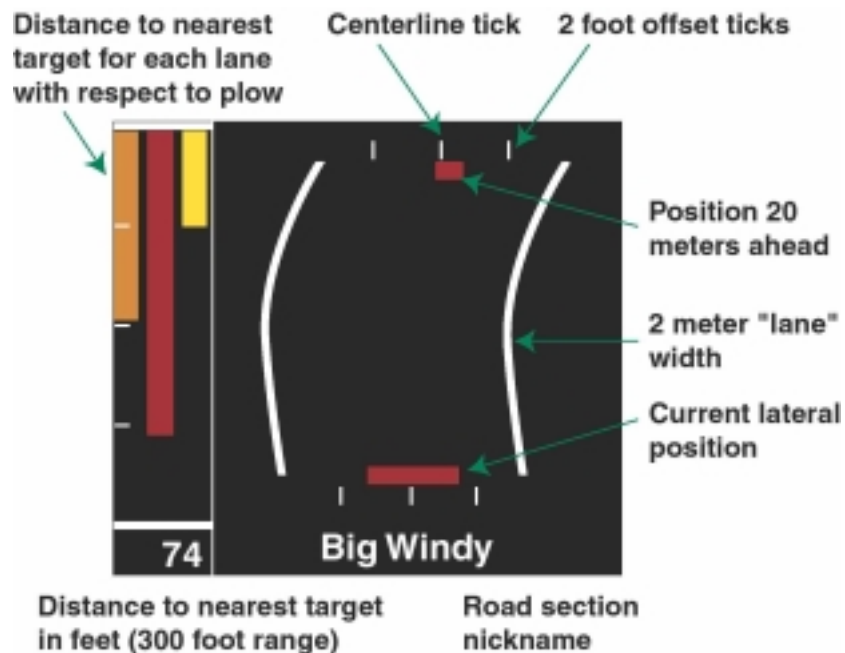 Distance to nearest
target for each lane
with respect to plow
Centerline tick
2 foot offset ticks
Position 20
meters ahead
2 meter "lane"
width
Current lateral
position
74
Big Windy
Distance to nearest target
in feet (300 foot range)
Road section
nickname